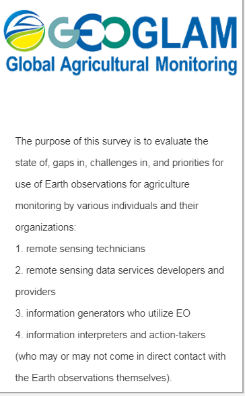 GEOGLAM
Global Agricultural Monitoring
The purpose of this survey is to evaluate the
state of, gaps in, challenges in, and priorities for
use of Earth observations for agriculture
monitoring by various individuals and their
organizations:
1. remote sensing technicians
2. remote sensing data services developers and
providers
3. information generators who utilize EO
4. information interpreters and action-takers
(who may or may not come in direct contact with
the Earth observations themselves).